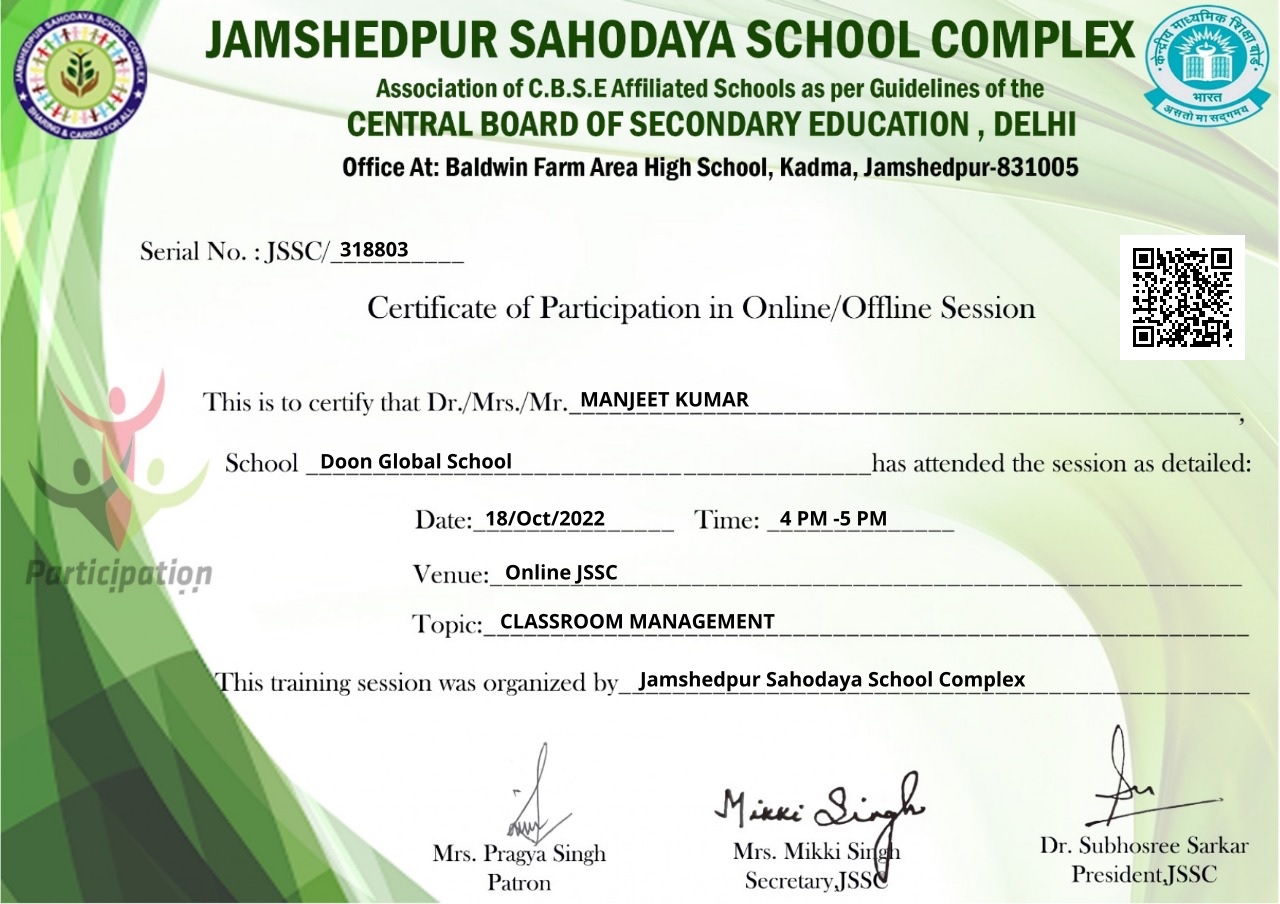 JAMSHEDPUR SAHODAYA SCHOOL COMPLEX
JAMSHEDPUR SAHODAYA SCHOOL COMPLEX
SHARING & CARING FOR ALL
केन्द्रीय माध्यमिक शिक्षा बोर्ड
भारत
असतो मा सद्गमय
Association of C.B.S.E Affiliated Schools as per Guidelines of the
CENTRAL BOARD OF SECONDARY EDUCATION , DELHI
Office At: Baldwin Farm Area High School, Kadma, Jamshedpur-831005
Serial No. : JSSC/ 318803
Certificate of Participation in Online/Offline Session
This is to certify that Dr./Mrs./Mr. MANJEET KUMAR ,
School Doon Global School has attended the session as detailed:
Date: 18/Oct/2022 Time: 4 PM -5 PM
Venue: Online JSSC
Participation
Topic: CLASSROOM MANAGEMENT
This training session was organized by Jamshedpur Sahodaya School Complex
Mikki Singh
Mrs. Pragya Singh
Patron
Mrs. Mikki Singh
Secretary,JSSC
Dr. Subhosree Sarkar
President,JSSC